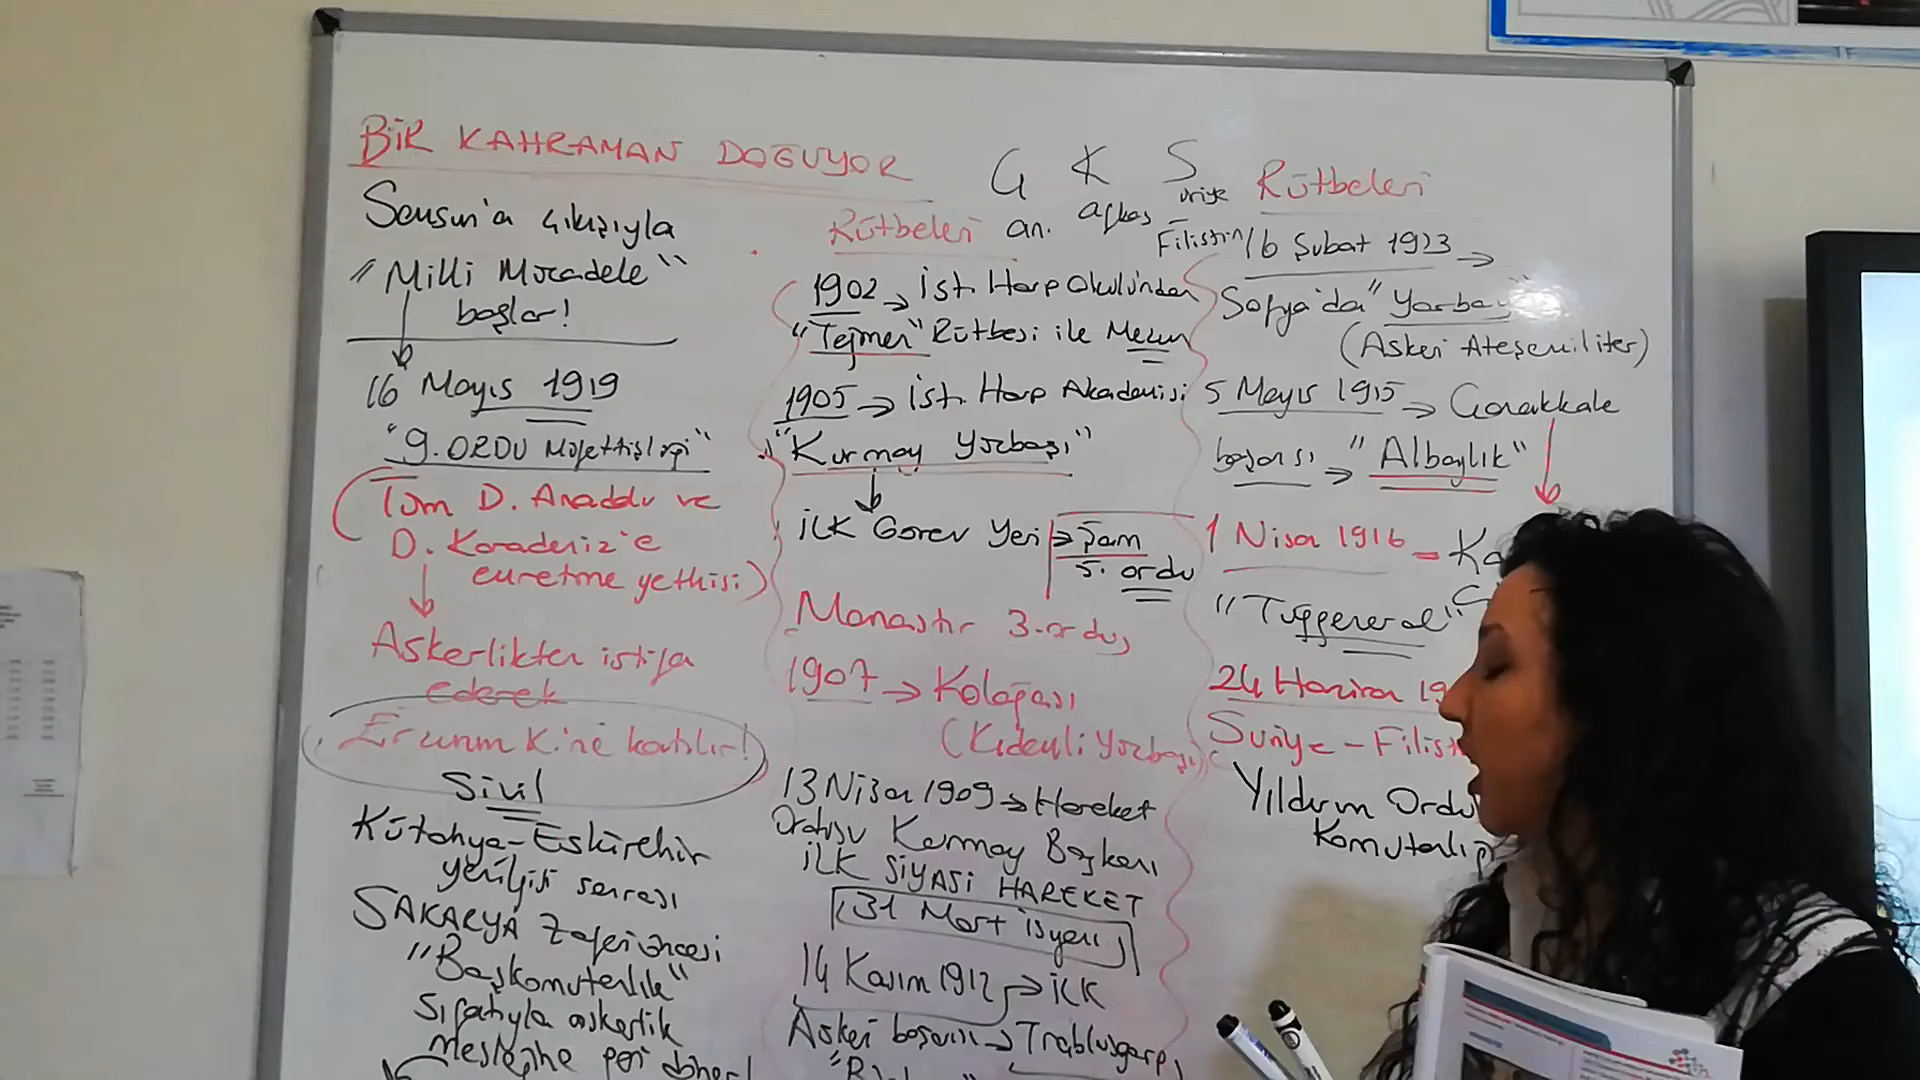 BİR KAHRAMAN DOĞUYOR
Samsun'a çıkışıyla
"Milli Mücadele"
başlar!
16 Mayıs 1919
"9. ORDU Müfettişliği"
(Tüm D. Anadolu ve
D. Karadeniz'e
emretme yetkisi)
Askerlikten istifa
ederek
Erzurum K.'ne katılır!
Sivil
Kütahya-Eskişehir
yenilgisi sonrası
SAKARYA Zaferi öncesi
"Başkomutanlık"
sıfatıyla askerlik
mesleğine geri döner!
Ç K S
an. afkas uriye
Filistin
Rütbeleri
1902 → İst. Harp Okulundan
"Teğmen" Rütbesi ile Mezun
1905 → İst. Harp Akademisi
"Kurmay Yüzbaşı"
İLK Görev Yeri → Şam
5. ordu
Manastır 3. ordu
1907 → Kolağası
(Kıdemli Yüzbaşı)
13 Nisan 1909 → Hareket
Ordusu Kurmay Başkanı
İLK SİYASİ HAREKET
(31 Mart isyanı)
14 Kasım 1912 → İLK
Askeri başarısı → Trablusgarp
Rütbeleri
16 Şubat 1923 →
Sofya'da "Yarbay
(Askeri Ateşemiliter)
5 Mayıs 1915 → Çanakkale
başarısı → "Albaylık"
1 Nisan 1916 - Ka
"Tuğgeneral"
24 Haziran 19
Suriye - Filist
Yıldırım Ordu
Komutanlığ